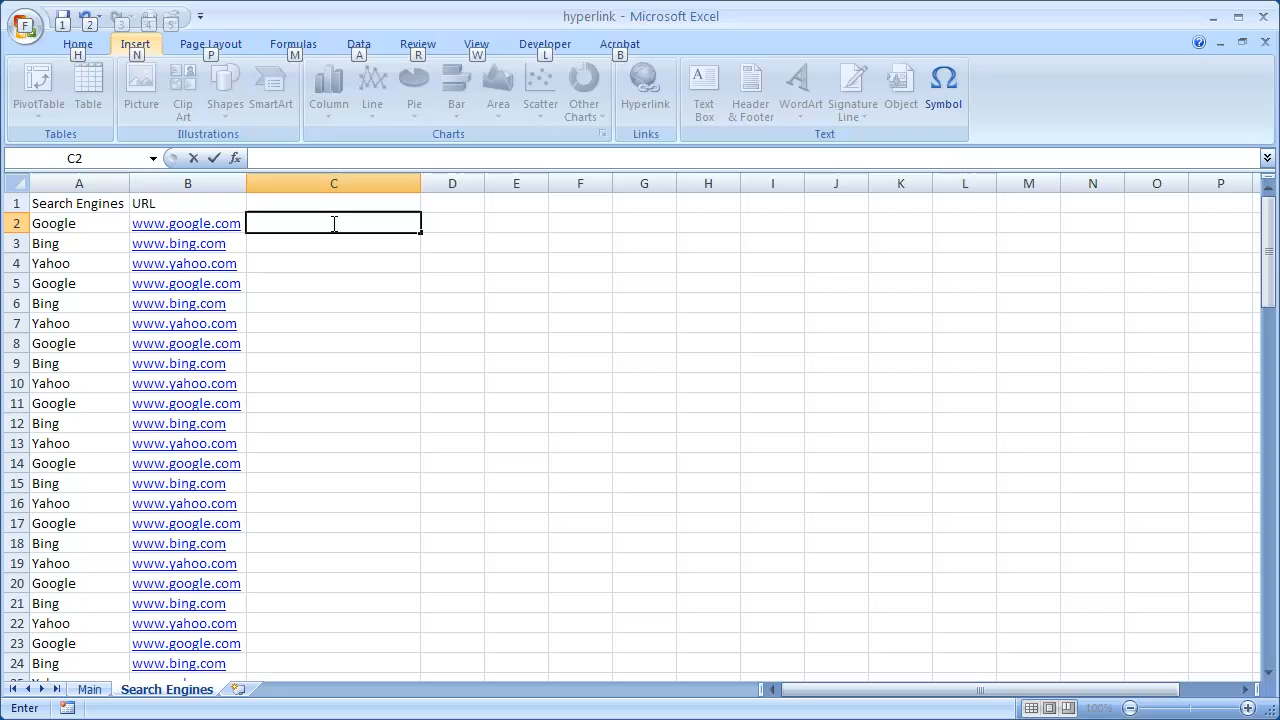 hyperlink - Microsoft Excel
F 1 2 3 4 5
Home Insert Page Layout Formulas Data Review View Developer Acrobat
H N P M A R W L B
PivotTable Table Picture Clip Art Shapes SmartArt Column Line Pie Bar Area Scatter Other Charts Hyperlink Text Box Header & Footer WordArt Signature Line Object Symbol
Tables Illustrations Charts Links Text
C2 fx
A B C D E F G H I J K L M N O P
1 Search Engines URL
2 Google www.google.com
3 Bing www.bing.com
4 Yahoo www.yahoo.com
5 Google www.google.com
6 Bing www.bing.com
7 Yahoo www.yahoo.com
8 Google www.google.com
9 Bing www.bing.com
10 Yahoo www.yahoo.com
11 Google www.google.com
12 Bing www.bing.com
13 Yahoo www.yahoo.com
14 Google www.google.com
15 Bing www.bing.com
16 Yahoo www.yahoo.com
17 Google www.google.com
18 Bing www.bing.com
19 Yahoo www.yahoo.com
20 Google www.google.com
21 Bing www.bing.com
22 Yahoo www.yahoo.com
23 Google www.google.com
24 Bing www.bing.com
Main Search Engines
Enter 100%